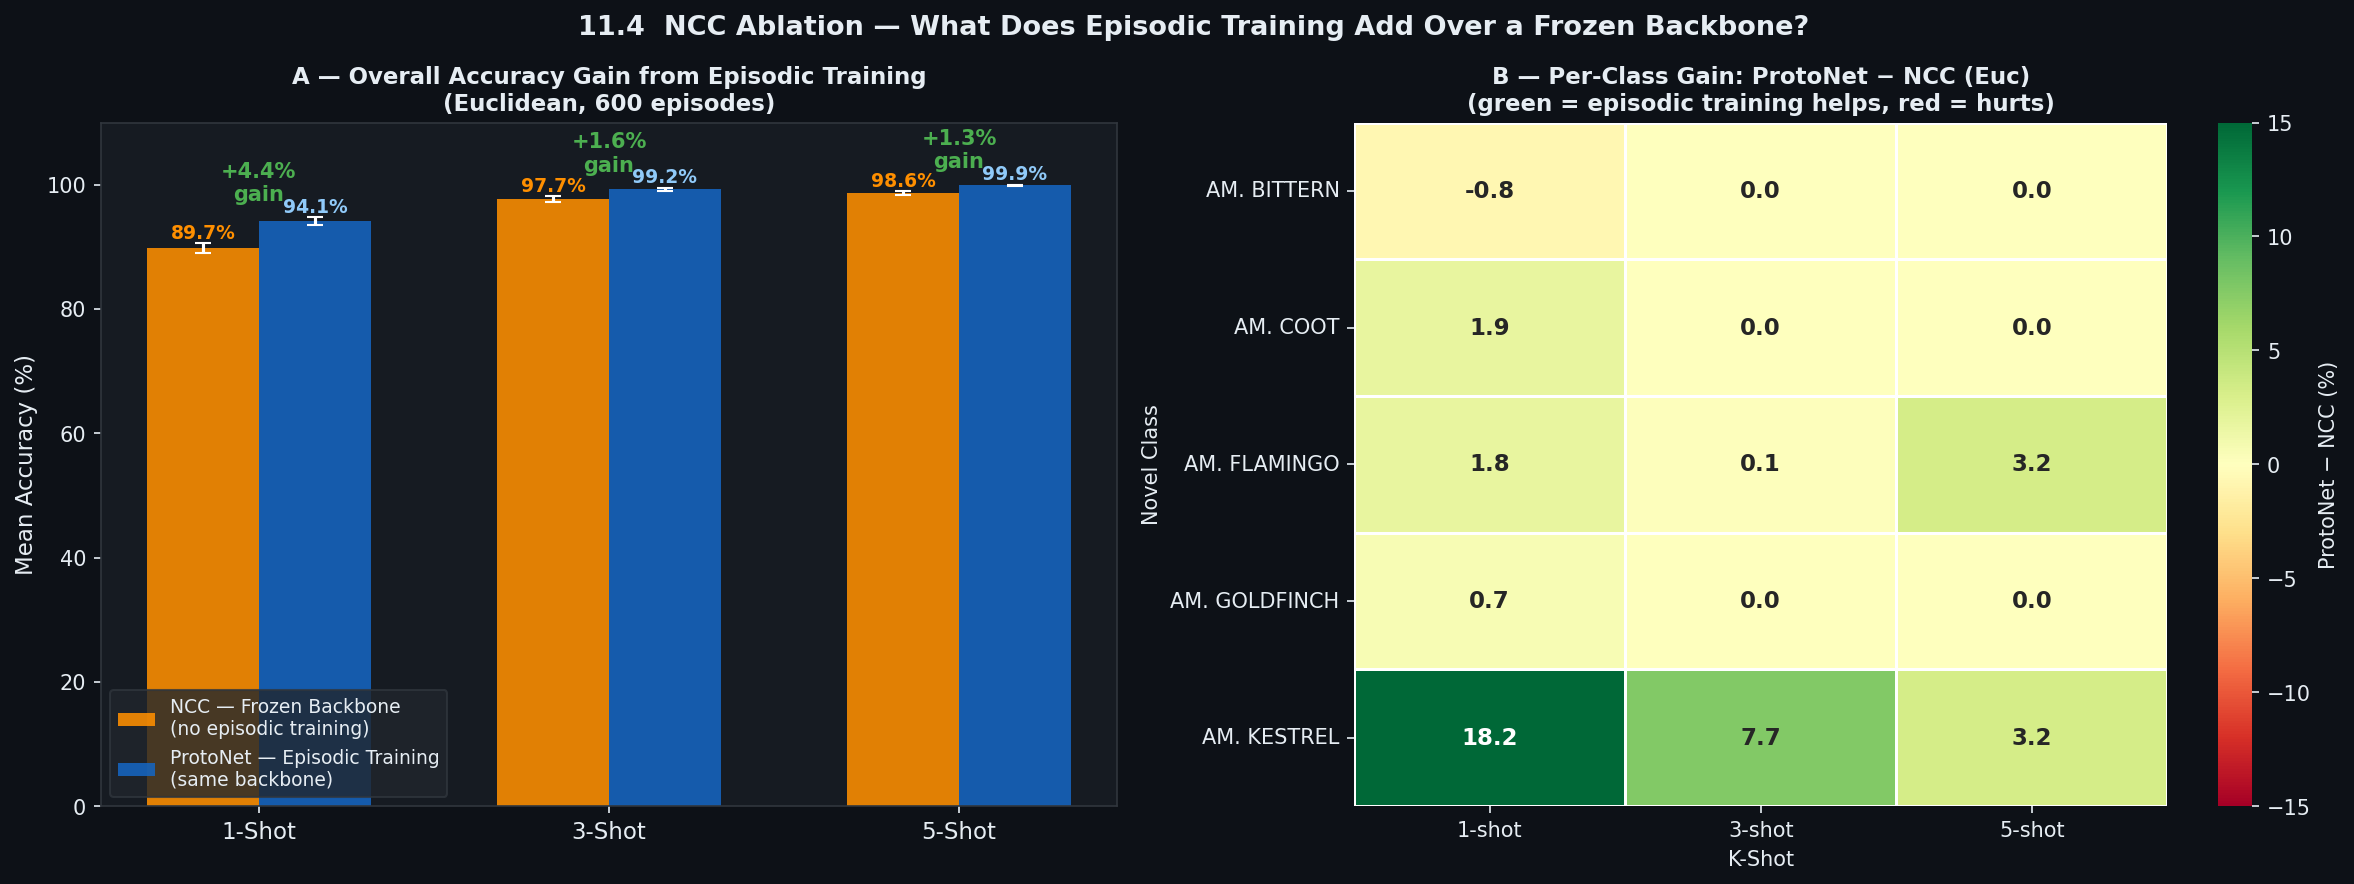 11.4  NCC Ablation — What Does Episodic Training Add Over a Frozen Backbone?
A — Overall Accuracy Gain from Episodic Training
(Euclidean, 600 episodes)
Mean Accuracy (%)
100
80
60
40
20
0
+4.4%
gain
89.7%
94.1%
+1.6%
gain
97.7%
99.2%
+1.3%
gain
98.6%
99.9%
NCC — Frozen Backbone
(no episodic training)
ProtoNet — Episodic Training
(same backbone)
1-Shot
3-Shot
5-Shot
B — Per-Class Gain: ProtoNet − NCC (Euc)
(green = episodic training helps, red = hurts)
Novel Class
AM. BITTERN -0.8 0.0 0.0
AM. COOT 1.9 0.0 0.0
AM. FLAMINGO 1.8 0.1 3.2
AM. GOLDFINCH 0.7 0.0 0.0
AM. KESTREL 18.2 7.7 3.2
1-shot 3-shot 5-shot
K-Shot
15
10
5
0
−5
−10
−15
ProtoNet − NCC (%)